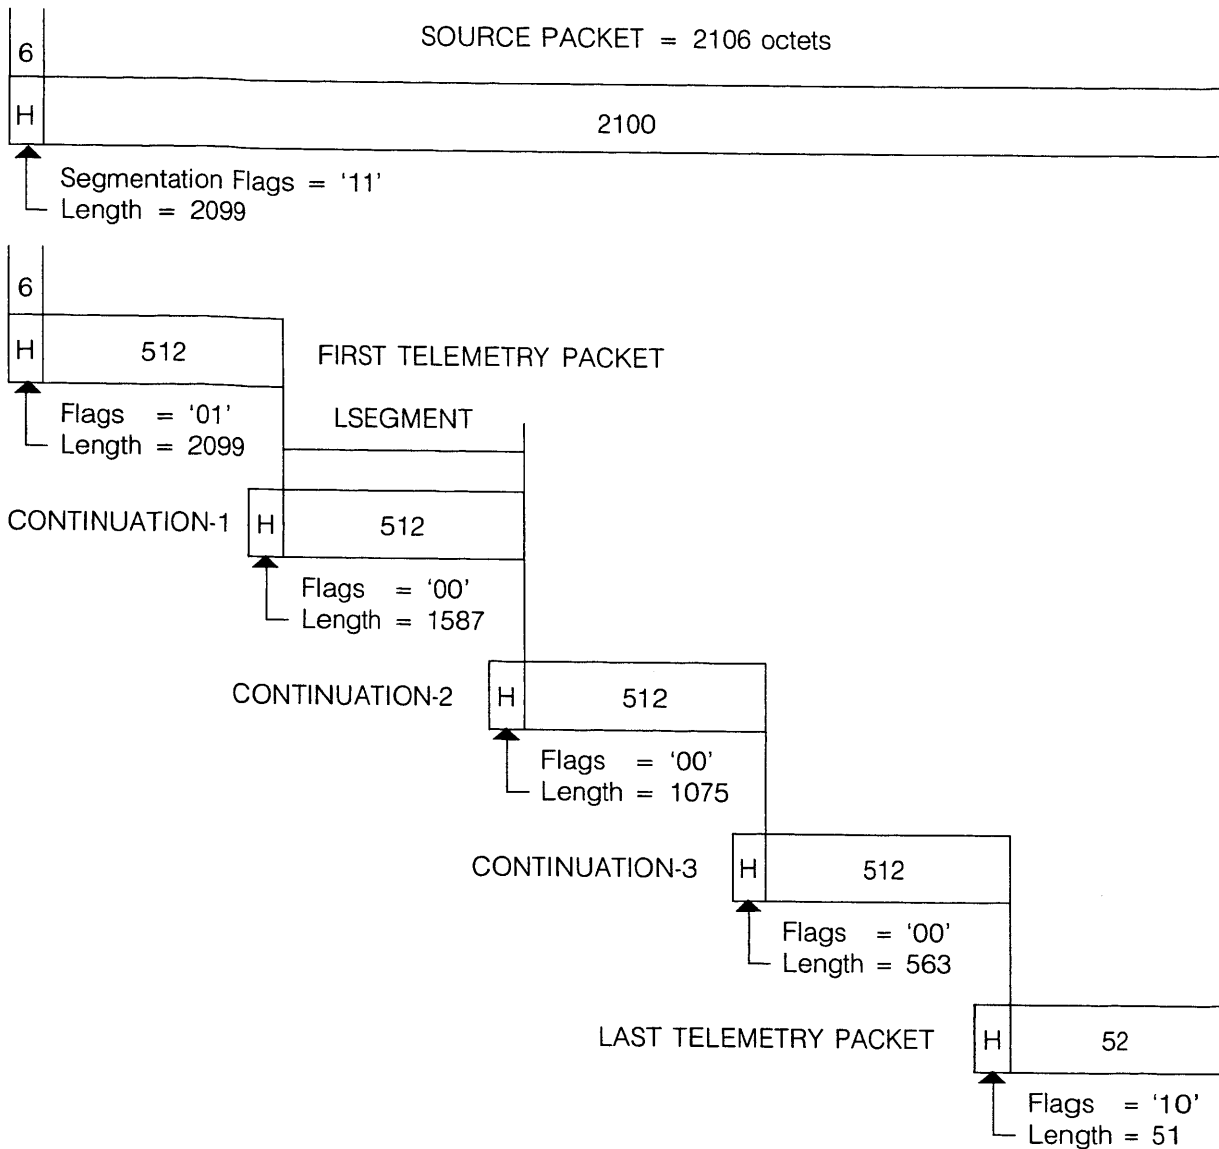 6
SOURCE PACKET = 2106 octets
H
2100
Segmentation Flags = '11'
Length = 2099
6
H
512
FIRST TELEMETRY PACKET
Flags = '01'
Length = 2099
LSEGMENT
CONTINUATION-1
H
512
Flags = '00'
Length = 1587
CONTINUATION-2
H
512
Flags = '00'
Length = 1075
CONTINUATION-3
H
512
Flags = '00'
Length = 563
LAST TELEMETRY PACKET
H
52
Flags = '10'
Length = 51